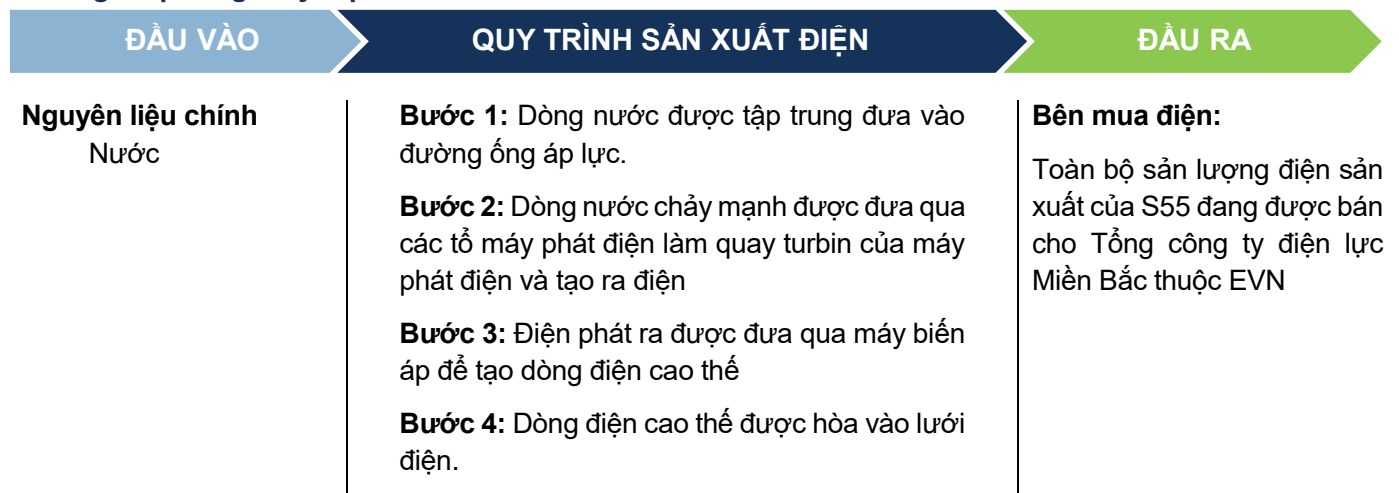 ĐẦU VÀO
QUY TRÌNH SẢN XUẤT ĐIỆN
ĐẦU RA
Nguyên liệu chính
Nước
Bước 1: Dòng nước được tập trung đưa vào
đường ống áp lực.
Bước 2: Dòng nước chảy mạnh được đưa qua
các tổ máy phát điện làm quay turbin của máy
phát điện và tạo ra điện
Bước 3: Điện phát ra được đưa qua máy biến
áp để tạo dòng điện cao thế
Bước 4: Dòng điện cao thế được hòa vào lưới
điện.
Bên mua điện:
Toàn bộ sản lượng điện sản
xuất của S55 đang được bán
cho Tổng công ty điện lực
Miền Bắc thuộc EVN